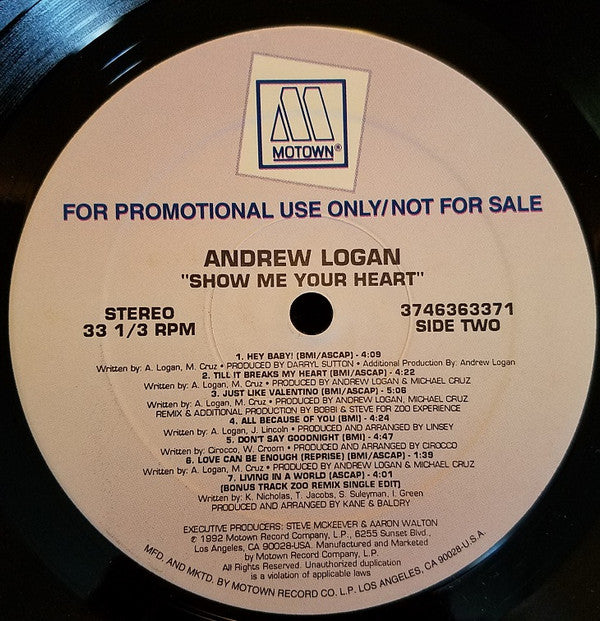 MOTOWN®
FOR PROMOTIONAL USE ONLY/NOT FOR SALE
ANDREW LOGAN
"SHOW ME YOUR HEART"
STEREO
33 1/3 RPM
3746363371
SIDE TWO
1. HEY BABY! (BMI/ASCAP) - 4:09
Written by: A. Logan, M. Cruz • PRODUCED BY DARRYL SUTTON • Additional Production By. Andrew Logan
2. TILL IT BREAKS MY HEART (BMI/ASCAP) - 4:22
Written by: A. Logan, M. Cruz • PRODUCED BY ANDREW LOGAN & MICHAEL CRUZ
3. JUST LIKE VALENTINO (BMI/ASCAP) - 5:06
Written by: A. Logan, M. Cruz • PRODUCED BY ANDREW LOGAN, MICHAEL CRUZ
REMIX & ADDITIONAL PRODUCTION BY BOBBI & STEVE FOR ZOO EXPERIENCE
4. ALL BECAUSE OF YOU (BMI) - 4:24
Written by: A. Logan, J. Lincoln • PRODUCED AND ARRANGED BY LINSEY
5. DON'T SAY GOODNIGHT (BMI) - 4:47
Written by: Cirocco, W. Croom • PRODUCED AND ARRANGED BY CIROCCO
6. LOVE CAN BE ENOUGH (REPRISE) (BMI/ASCAP) - 1:39
Written by: A. Logan, M. Cruz • PRODUCED BY ANDREW LOGAN & MICHAEL CRUZ
7. LIVING IN A WORLD (ASCAP) - 4:01
(BONUS TRACK ZOO REMIX SINGLE EDIT)
Written by: K. Nicholas, T. Jacobs, S. Suleyman, I. Green
PRODUCED AND ARRANGED BY KANE & BALDRY
EXECUTIVE PRODUCERS: STEVE MCKEEVER & AARON WALTON
℗ 1992 Motown Record Company, L.P., 6255 Sunset Blvd.,
Los Angeles, CA 90028-USA. Manufactured and Marketed
by Motown Record Company, L.P.
All Rights Reserved. Unauthorized duplication
is a violation of applicable laws
MFD. AND MKTD. BY MOTOWN RECORD CO. L.P. LOS ANGELES, CA 90028-U.S.A.